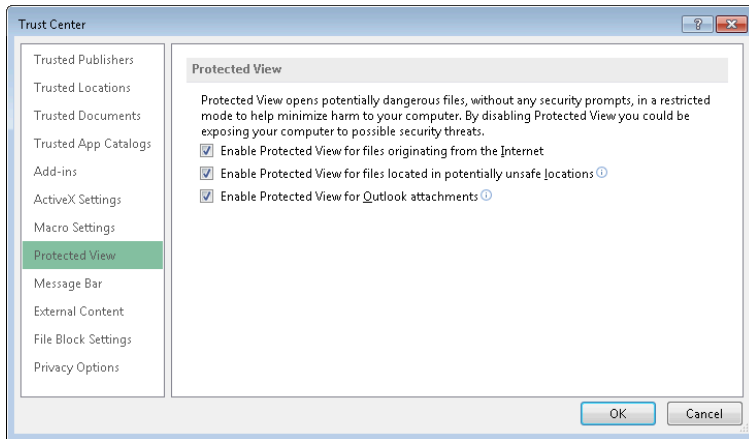 Trust Center
Trusted Publishers
Trusted Locations
Trusted Documents
Trusted App Catalogs
Add-ins
ActiveX Settings
Macro Settings
Protected View
Message Bar
External Content
File Block Settings
Privacy Options
Protected View
Protected View opens potentially dangerous files, without any security prompts, in a restricted
mode to help minimize harm to your computer. By disabling Protected View you could be
exposing your computer to possible security threats.
Enable Protected View for files originating from the Internet
Enable Protected View for files located in potentially unsafe locations
Enable Protected View for Outlook attachments
OK
Cancel